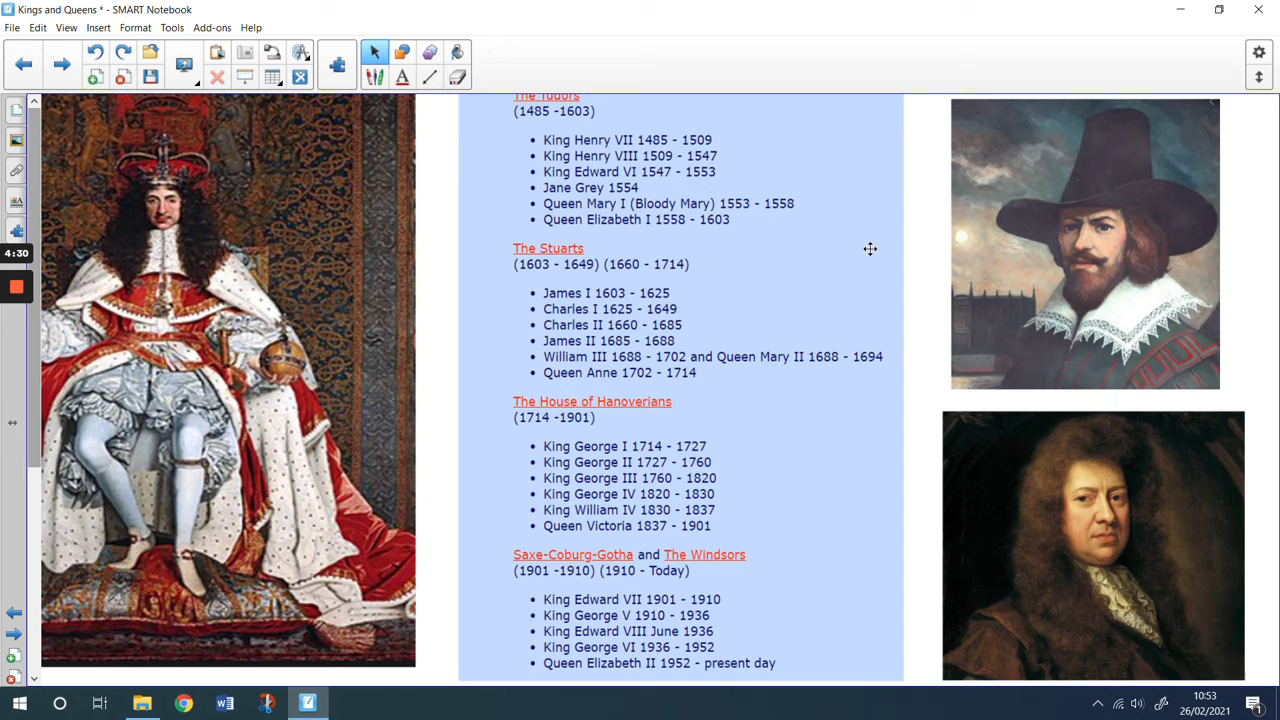 Kings and Queens * - SMART Notebook
File Edit View Insert Format Tools Add-ons Help
The Tudors
(1485 -1603)
• King Henry VII 1485 - 1509
• King Henry VIII 1509 - 1547
• King Edward VI 1547 - 1553
• Jane Grey 1554
• Queen Mary I (Bloody Mary) 1553 - 1558
• Queen Elizabeth I 1558 - 1603
The Stuarts
(1603 - 1649) (1660 - 1714)
• James I 1603 - 1625
• Charles I 1625 - 1649
• Charles II 1660 - 1685
• James II 1685 - 1688
• William III 1688 - 1702 and Queen Mary II 1688 - 1694
• Queen Anne 1702 - 1714
The House of Hanoverians
(1714 -1901)
• King George I 1714 - 1727
• King George II 1727 - 1760
• King George III 1760 - 1820
• King George IV 1820 - 1830
• King William IV 1830 - 1837
• Queen Victoria 1837 - 1901
Saxe-Coburg-Gotha and The Windsors
(1901 -1910) (1910 - Today)
• King Edward VII 1901 - 1910
• King George V 1910 - 1936
• King Edward VIII June 1936
• King George VI 1936 - 1952
• Queen Elizabeth II 1952 - present day
4:30
10:53
26/02/2021
1